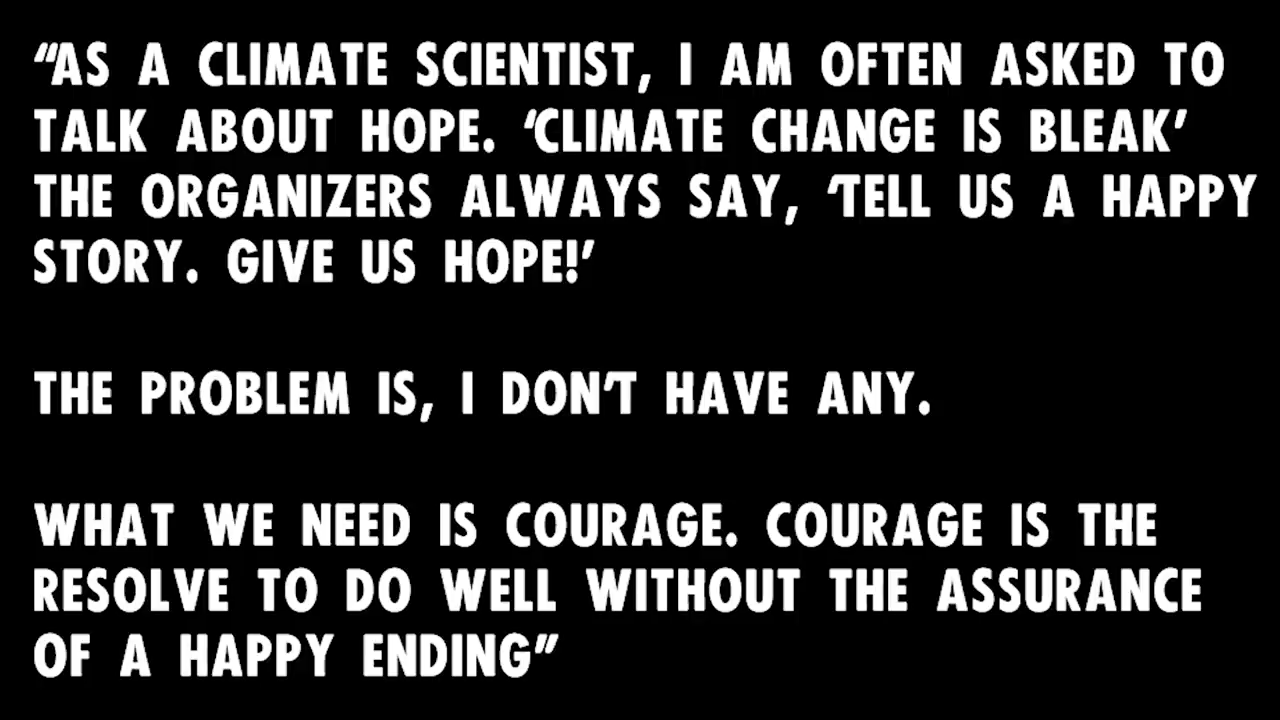 “AS A CLIMATE SCIENTIST, I AM OFTEN ASKED TO
TALK ABOUT HOPE. ‘CLIMATE CHANGE IS BLEAK’
THE ORGANIZERS ALWAYS SAY, ‘TELL US A HAPPY
STORY. GIVE US HOPE!’
THE PROBLEM IS, I DON’T HAVE ANY.
WHAT WE NEED IS COURAGE. COURAGE IS THE
RESOLVE TO DO WELL WITHOUT THE ASSURANCE
OF A HAPPY ENDING”